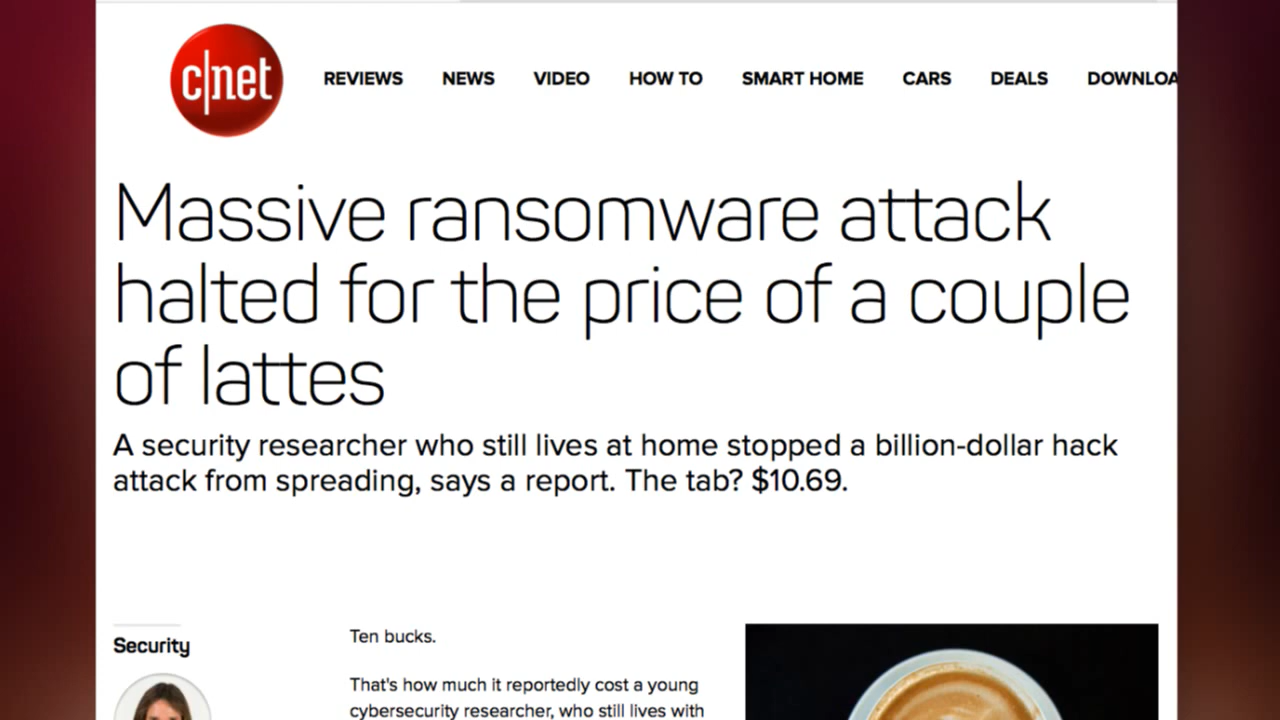 c|net
REVIEWS NEWS VIDEO HOW TO SMART HOME CARS DEALS DOWNLOA
Massive ransomware attack
halted for the price of a couple
of lattes
A security researcher who still lives at home stopped a billion-dollar hack
attack from spreading, says a report. The tab? $10.69.
Security
Ten bucks.
That's how much it reportedly cost a young
cybersecurity researcher, who still lives with